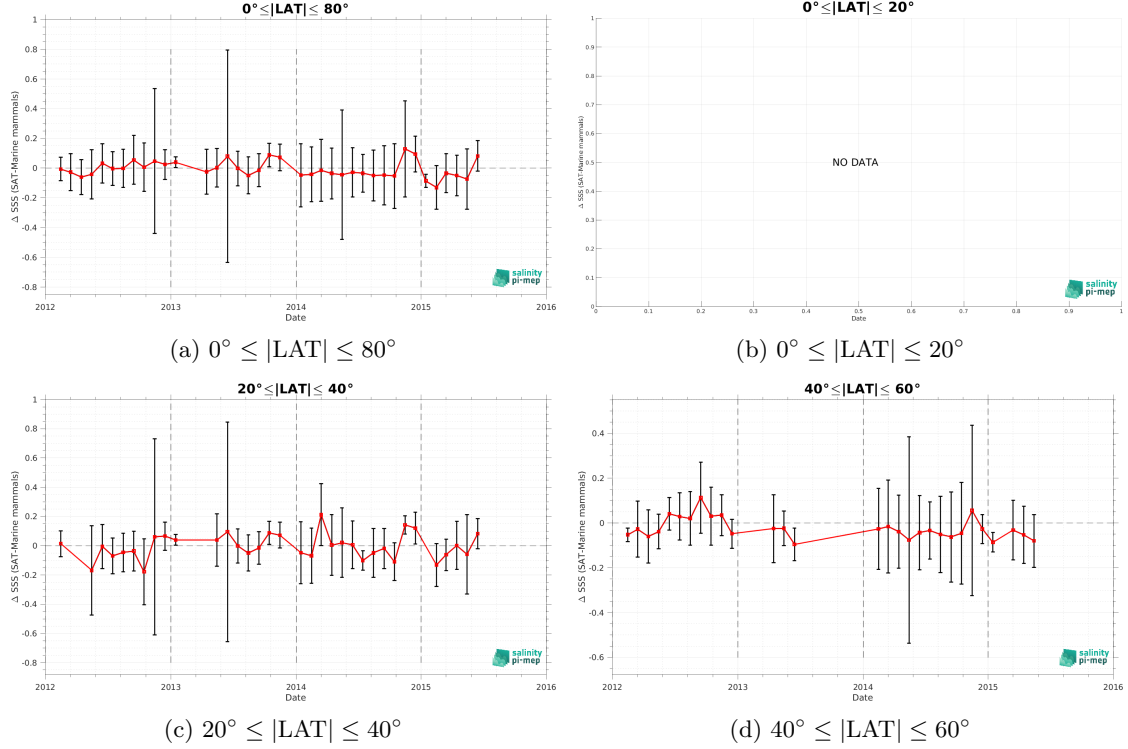 0°≤|LAT|≤ 80°
Δ SSS (SAT-Marine mammals)
1
0.8
0.6
0.4
0.2
0
-0.2
-0.4
-0.6
-0.8
2012 2013 2014 2015 2016
Date
salinity
pi-mep
(a) 0° ≤ |LAT| ≤ 80°
0°≤|LAT|≤ 20°
Δ SSS (SAT-Marine mammals)
1
0.9
0.8
0.7
0.6
0.5
0.4
0.3
0.2
0.1
0
NO DATA
0 0.1 0.2 0.3 0.4 0.5 0.6 0.7 0.8 0.9 1
Date
salinity
pi-mep
(b) 0° ≤ |LAT| ≤ 20°
20°≤|LAT|≤ 40°
Δ SSS (SAT-Marine mammals)
1
0.8
0.6
0.4
0.2
0
-0.2
-0.4
-0.6
-0.8
2012 2013 2014 2015 2016
Date
salinity
pi-mep
(c) 20° ≤ |LAT| ≤ 40°
40°≤|LAT|≤ 60°
Δ SSS (SAT-Marine mammals)
0.4
0.2
0
-0.2
-0.4
-0.6
2012 2013 2014 2015 2016
Date
salinity
pi-mep
(d) 40° ≤ |LAT| ≤ 60°